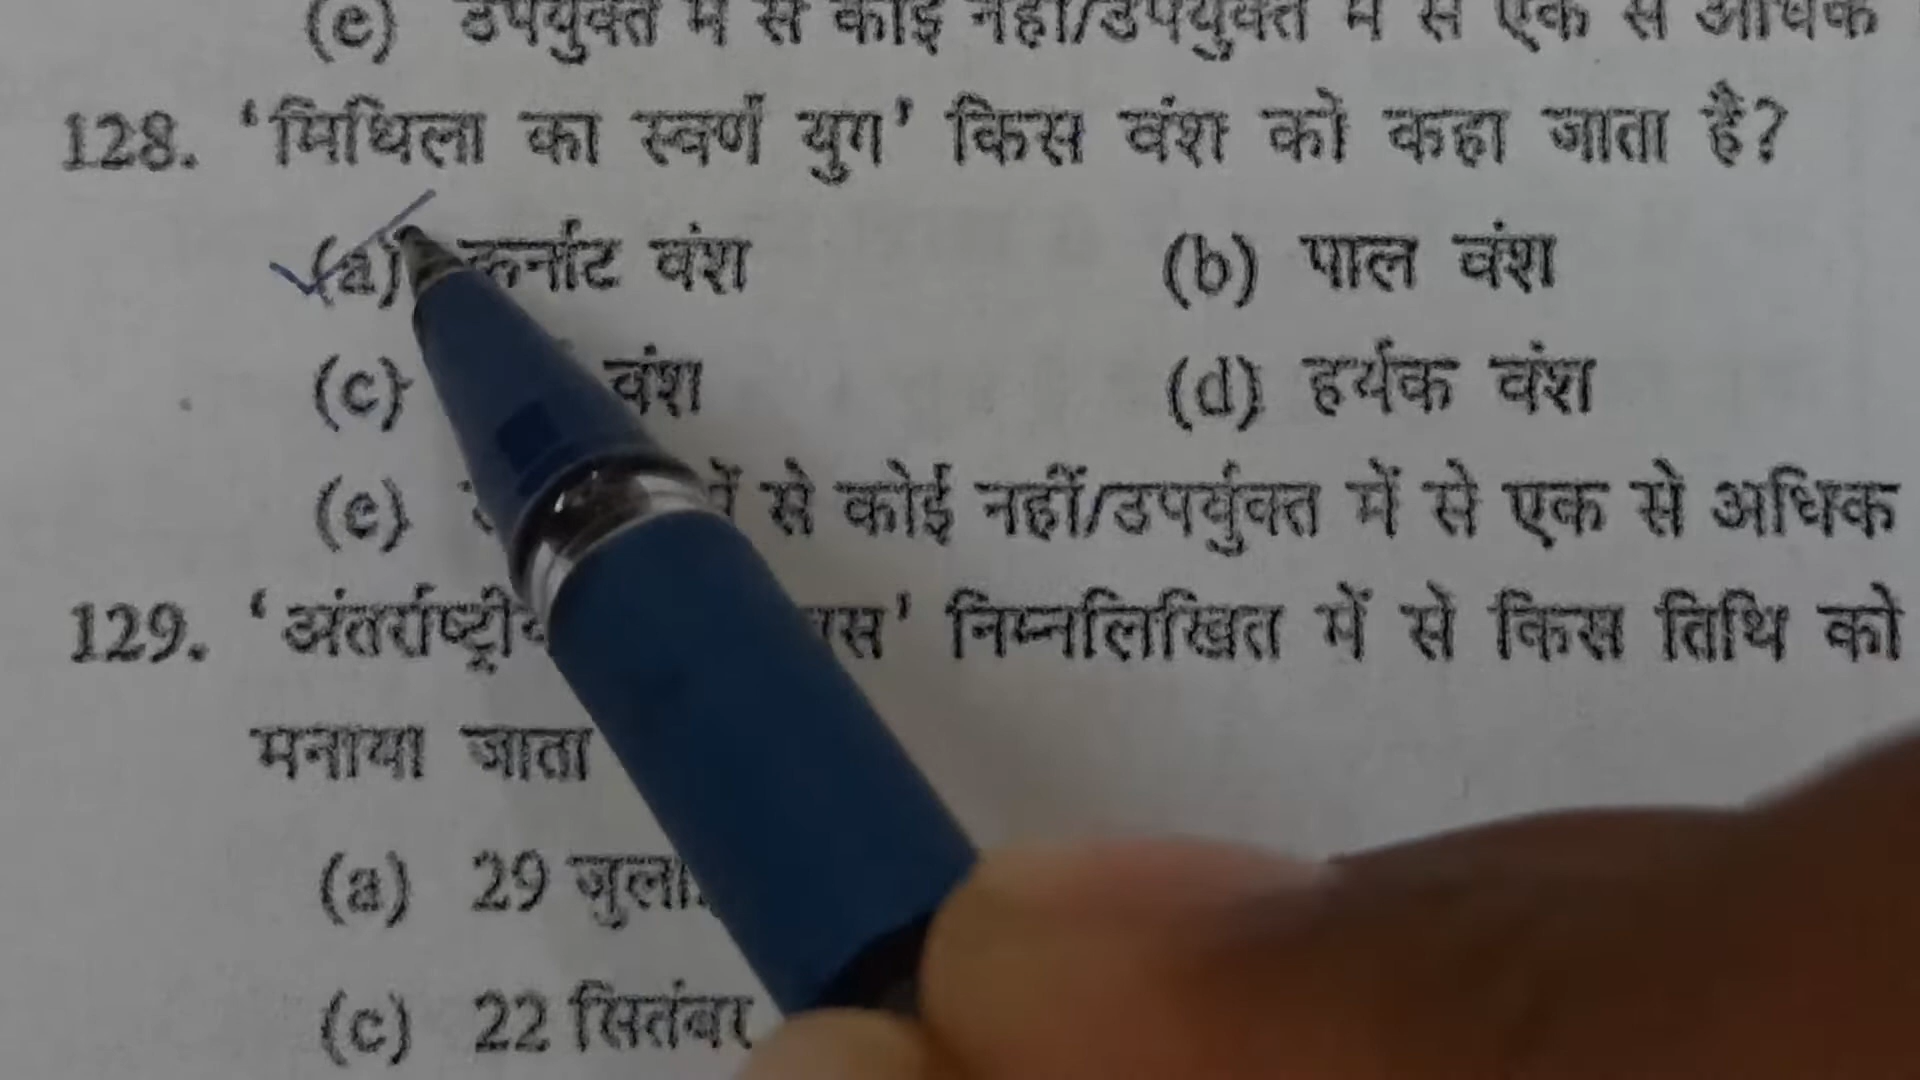 (e) उपर्युक्त में से कोई नहीं/उपर्युक्त में से एक से अधिक
128. ‘मिथिला का स्वर्ण युग’ किस वंश को कहा जाता है?
(a) कर्नाट वंश (b) पाल वंश
(c) वंश (d) हर्यक वंश
(e) में से कोई नहीं/उपर्युक्त में से एक से अधिक
129. ‘अंतर्राष्ट्रीय निम्नलिखित में से किस तिथि को
मनाया जाता
(a) 29 जुलाई
(c) 22 सितंबर